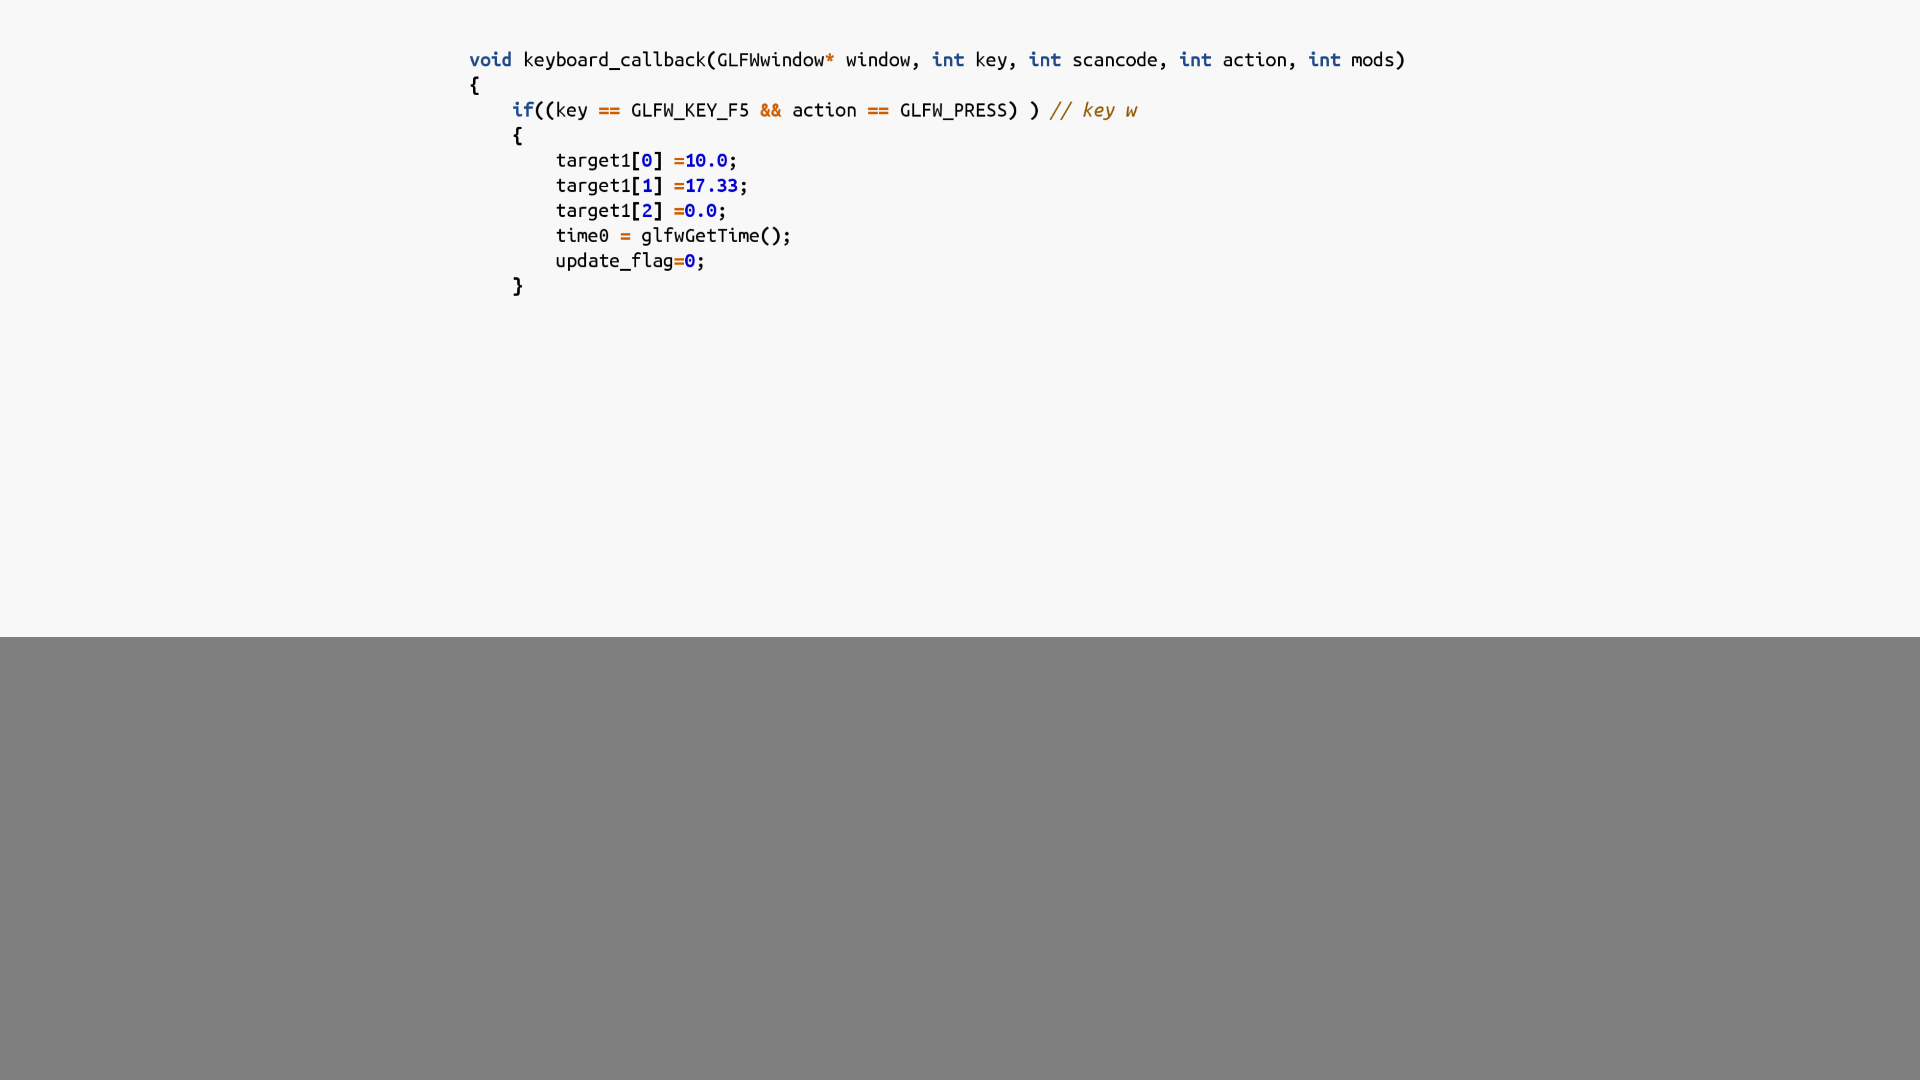 void keyboard_callback(GLFWwindow* window, int key, int scancode, int action, int mods)
{
    if((key == GLFW_KEY_F5 && action == GLFW_PRESS) ) // key w
    {
        target1[0] =10.0;
        target1[1] =17.33;
        target1[2] =0.0;
        time0 = glfwGetTime();
        update_flag=0;
    }